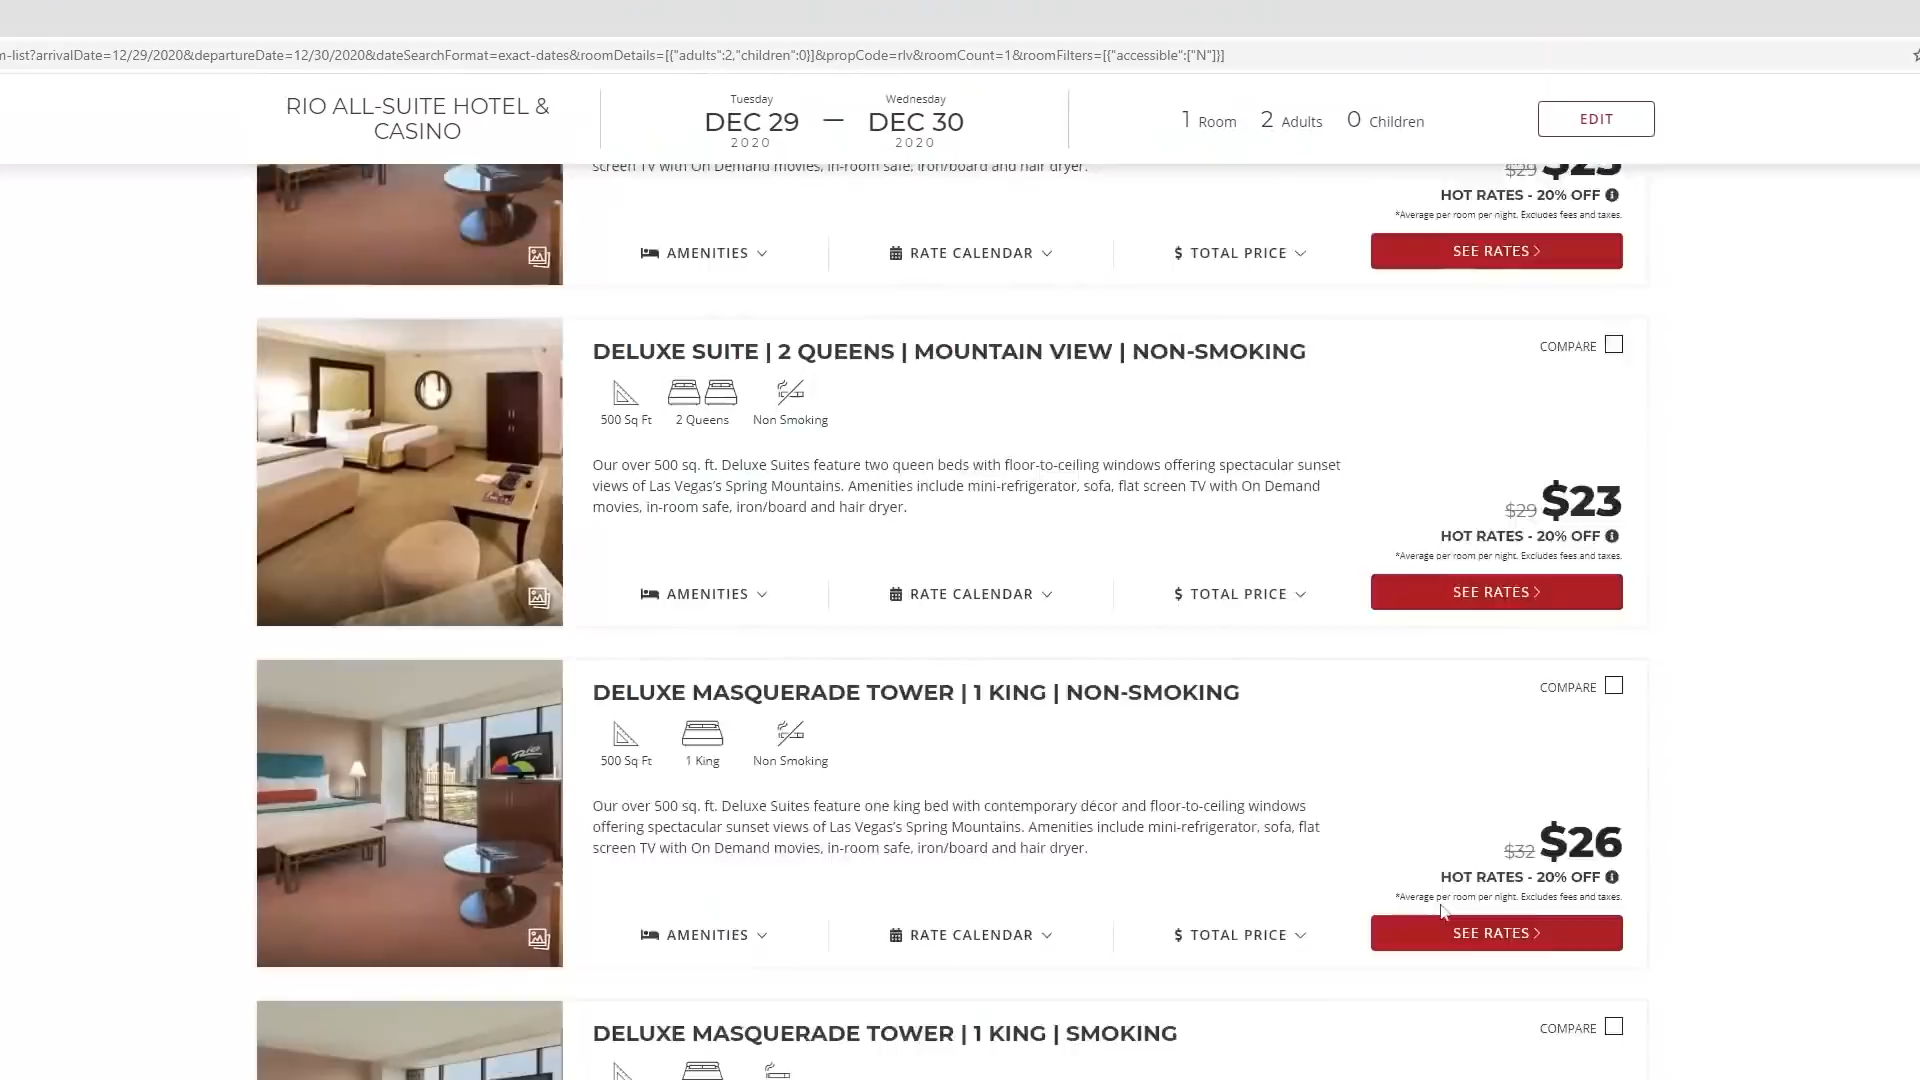 m-list?arrivalDate=12/29/2020&departureDate=12/30/2020&dateSearchFormat=exact-dates&roomDetails=[{"adults":2,"children":0}]&propCode=rlv&roomCount=1&roomFilters=[{"accessible":["N"]}]
RIO ALL-SUITE HOTEL &
CASINO
Tuesday
DEC 29
2020
—
Wednesday
DEC 30
2020
1 Room 2 Adults 0 Children
EDIT
screen TV with On Demand movies, in-room safe, iron/board and hair dryer.
$29 $23
HOT RATES - 20% OFF
*Average per room per night. Excludes fees and taxes.
AMENITIES RATE CALENDAR $ TOTAL PRICE SEE RATES
DELUXE SUITE | 2 QUEENS | MOUNTAIN VIEW | NON-SMOKING
COMPARE
500 Sq Ft 2 Queens Non Smoking
Our over 500 sq. ft. Deluxe Suites feature two queen beds with floor-to-ceiling windows offering spectacular sunset
views of Las Vegas's Spring Mountains. Amenities include mini-refrigerator, sofa, flat screen TV with On Demand
movies, in-room safe, iron/board and hair dryer.
$29 $23
HOT RATES - 20% OFF
*Average per room per night. Excludes fees and taxes.
AMENITIES RATE CALENDAR $ TOTAL PRICE SEE RATES
DELUXE MASQUERADE TOWER | 1 KING | NON-SMOKING
COMPARE
500 Sq Ft 1 King Non Smoking
Our over 500 sq. ft. Deluxe Suites feature one king bed with contemporary décor and floor-to-ceiling windows
offering spectacular sunset views of Las Vegas's Spring Mountains. Amenities include mini-refrigerator, sofa, flat
screen TV with On Demand movies, in-room safe, iron/board and hair dryer.
Rio
$32 $26
HOT RATES - 20% OFF
*Average per room per night. Excludes fees and taxes.
AMENITIES RATE CALENDAR $ TOTAL PRICE SEE RATES
DELUXE MASQUERADE TOWER | 1 KING | SMOKING
COMPARE